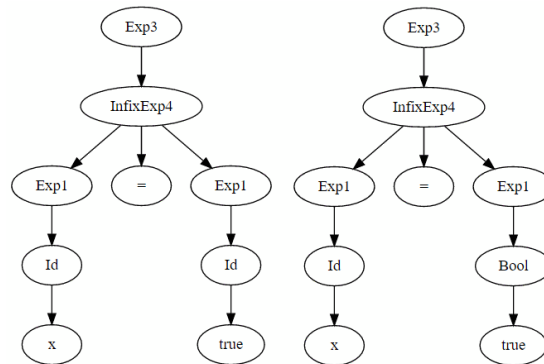 Exp3 Exp3
InfixExp4 InfixExp4
Exp1 = Exp1 Exp1 = Exp1
Id Id Id Bool
x true x true